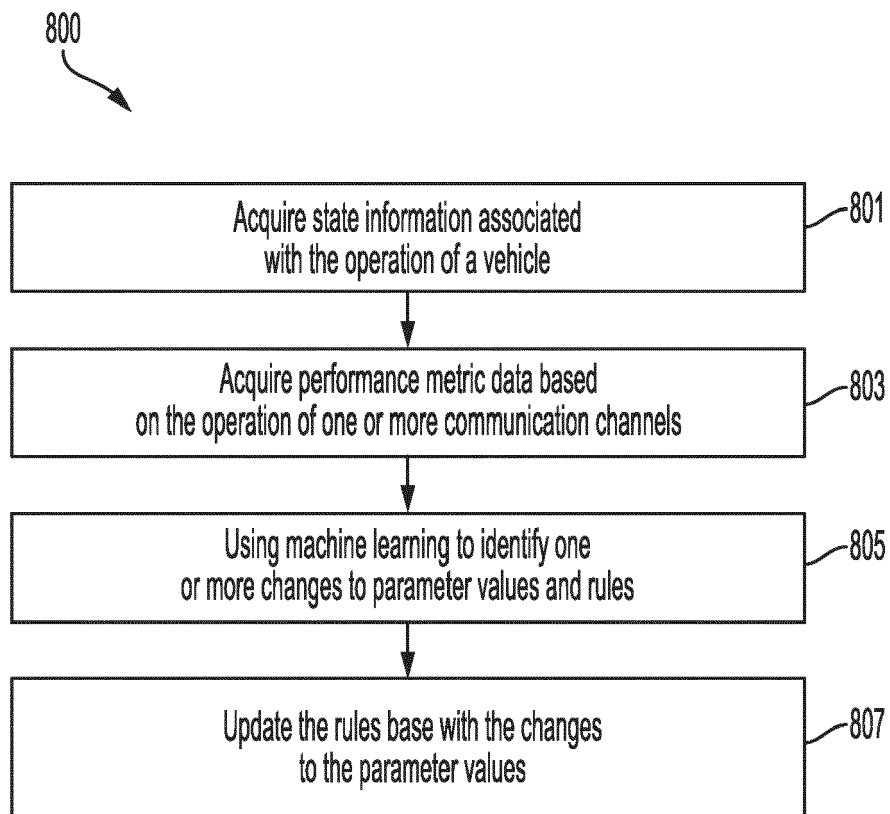 800
Acquire state information associated
with the operation of a vehicle
801
Acquire performance metric data based
on the operation of one or more communication channels
803
Using machine learning to identify one
or more changes to parameter values and rules
805
Update the rules base with the changes
to the parameter values
807